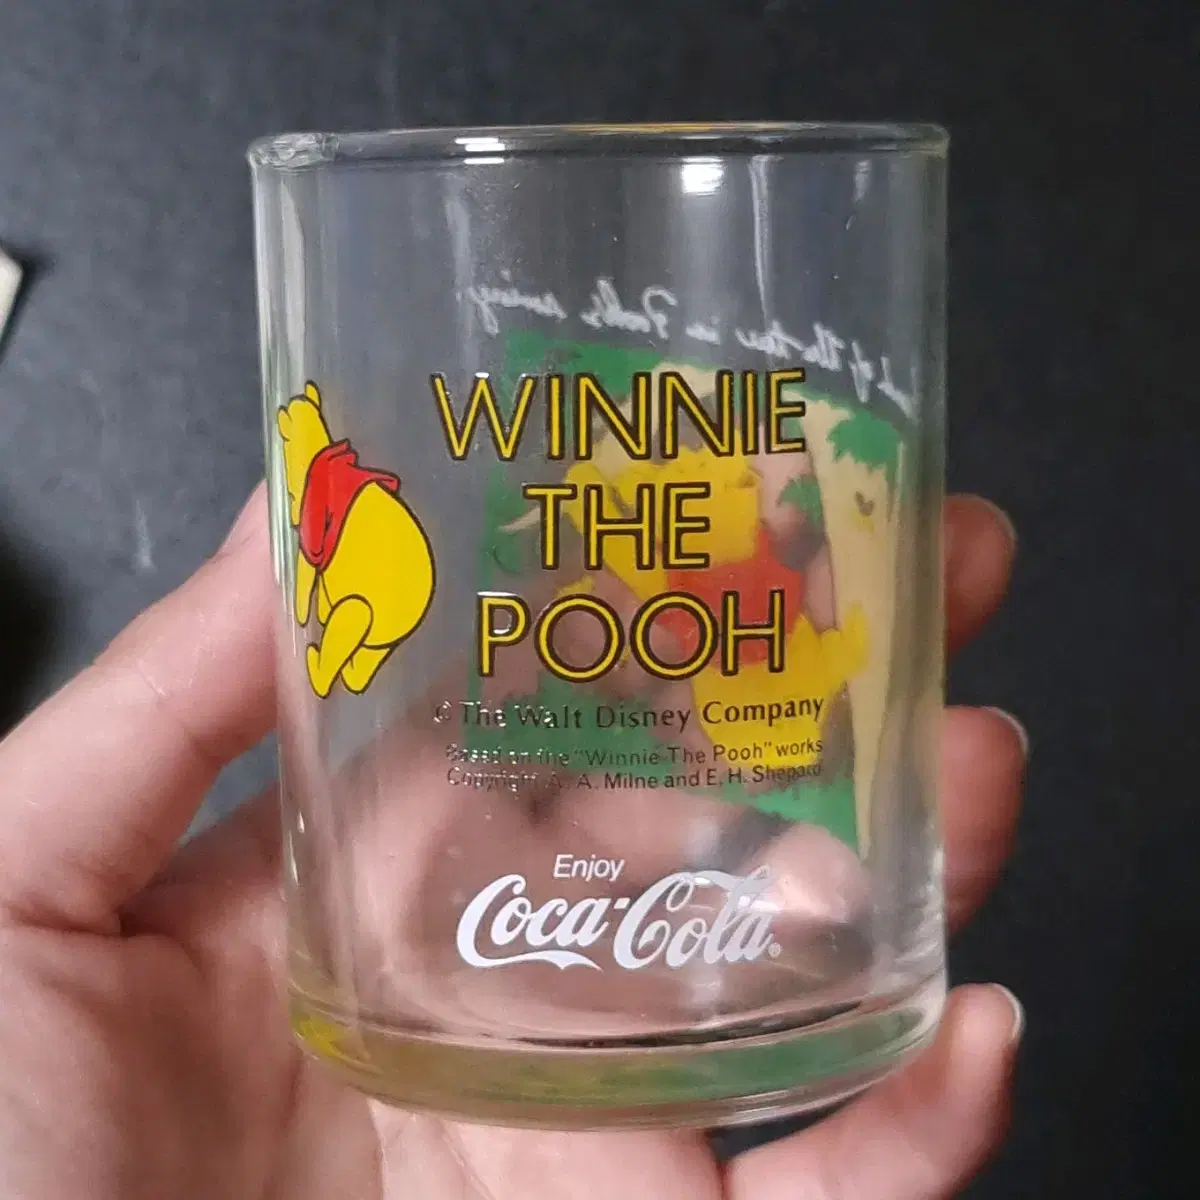 WINNIE
THE
POOH
© The Walt Disney Company
Based on the "Winnie The Pooh" works
Copyright A. A. Milne and E. H. Shepard
Enjoy
Coca-Cola®